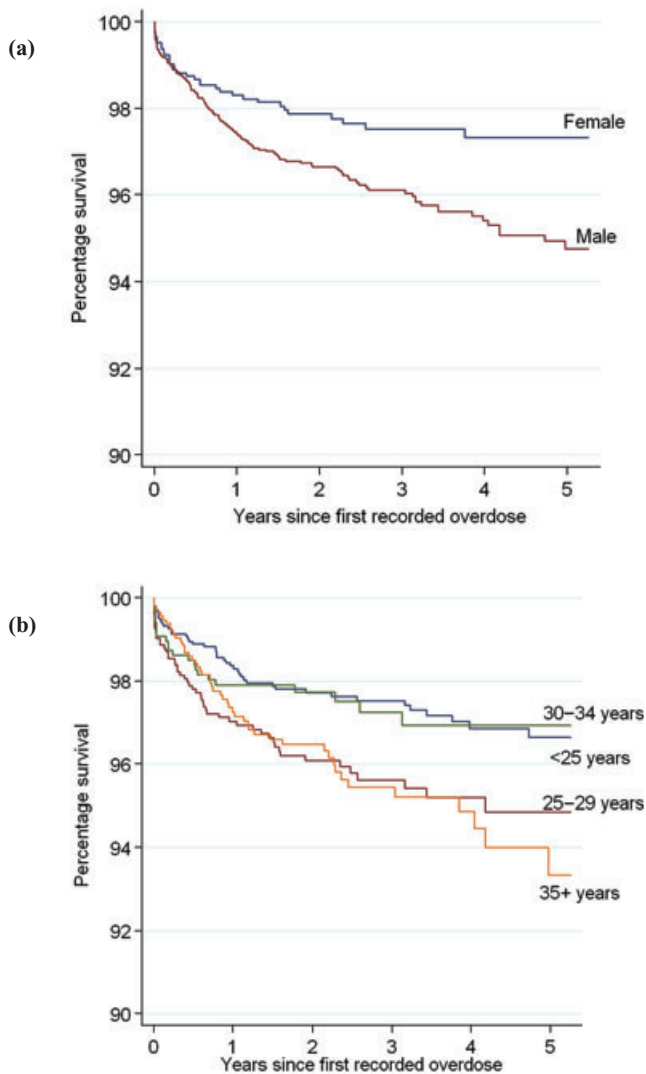 (a)
Percentage survival
100
98
96
94
92
90
Female
Male
0 1 2 3 4 5
Years since first recorded overdose
(b)
Percentage survival
100
98
96
94
92
90
30–34 years
<25 years
25–29 years
35+ years
0 1 2 3 4 5
Years since first recorded overdose